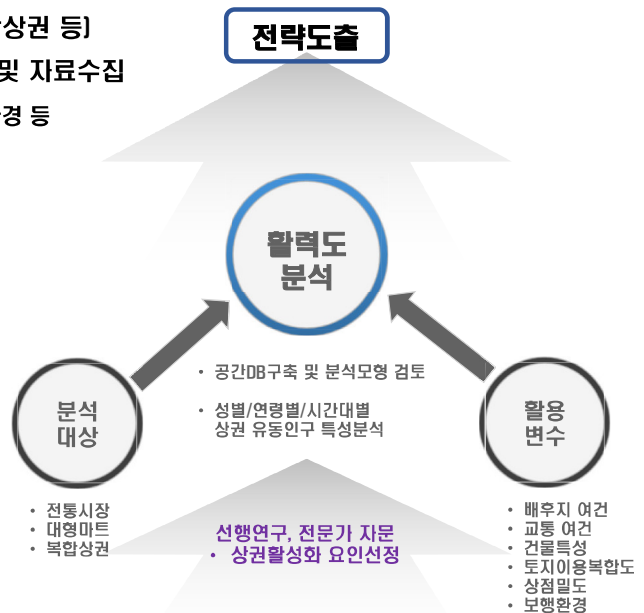 상권 등)
전략도출
및 자료수집
경 등
활력도
분석
• 공간DB구축 및 분석모형 검토
• 성별/연령별/시간대별
상권 유동인구 특성분석
분석
대상
활용
변수
• 전통시장
• 대형마트
• 복합상권
선행연구, 전문가 자문
• 상권활성화 요인선정
• 배후지 여건
• 교통 여건
• 건물특성
• 토지이용복합도
• 상점밀도
• 보행환경